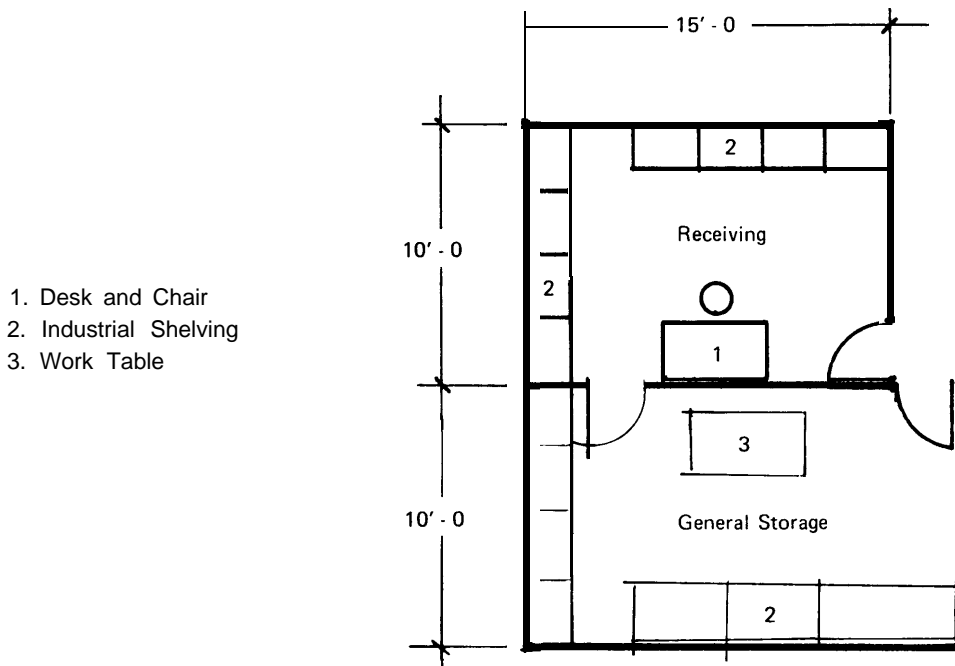 15' - 0
2
Receiving
10' - 0
1. Desk and Chair
2. Industrial Shelving
3. Work Table
2
1
3
10' - 0
General Storage
2